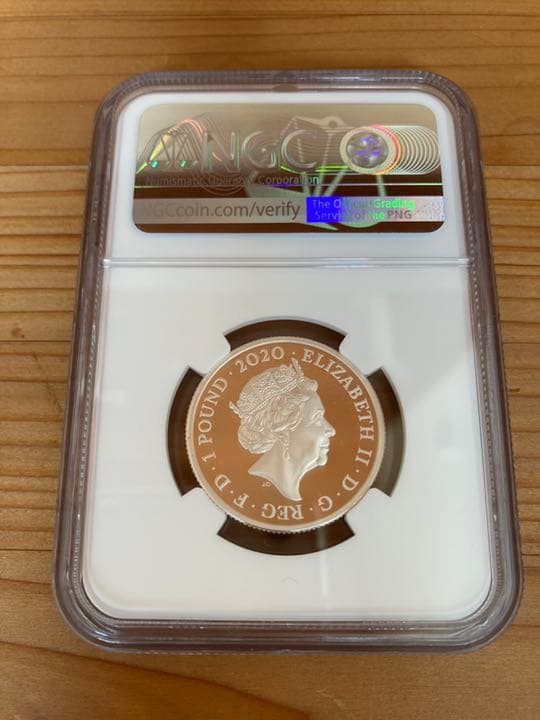 NGC
Numismatic Guaranty Corporation
NGCcoin.com/verify
The Official Grading
Service of the PNG
ELIZABETH II · D · G · REG · F · D · 1 POUND · 2020 ·